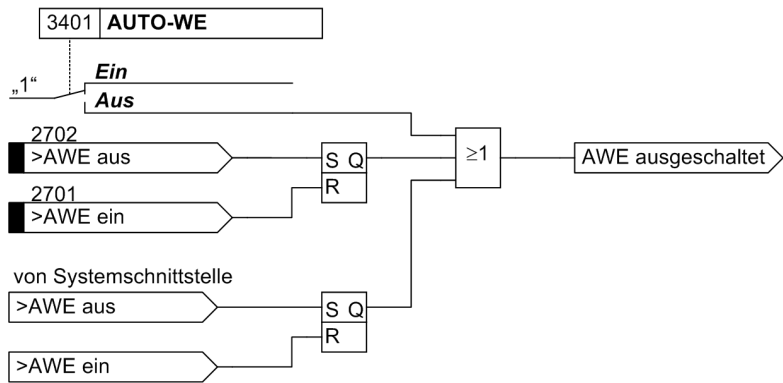 3401 AUTO-WE
„1“
Ein
Aus
2702
>AWE aus
S Q
R
≥1
AWE ausgeschaltet
2701
>AWE ein
von Systemschnittstelle
>AWE aus
S Q
R
>AWE ein